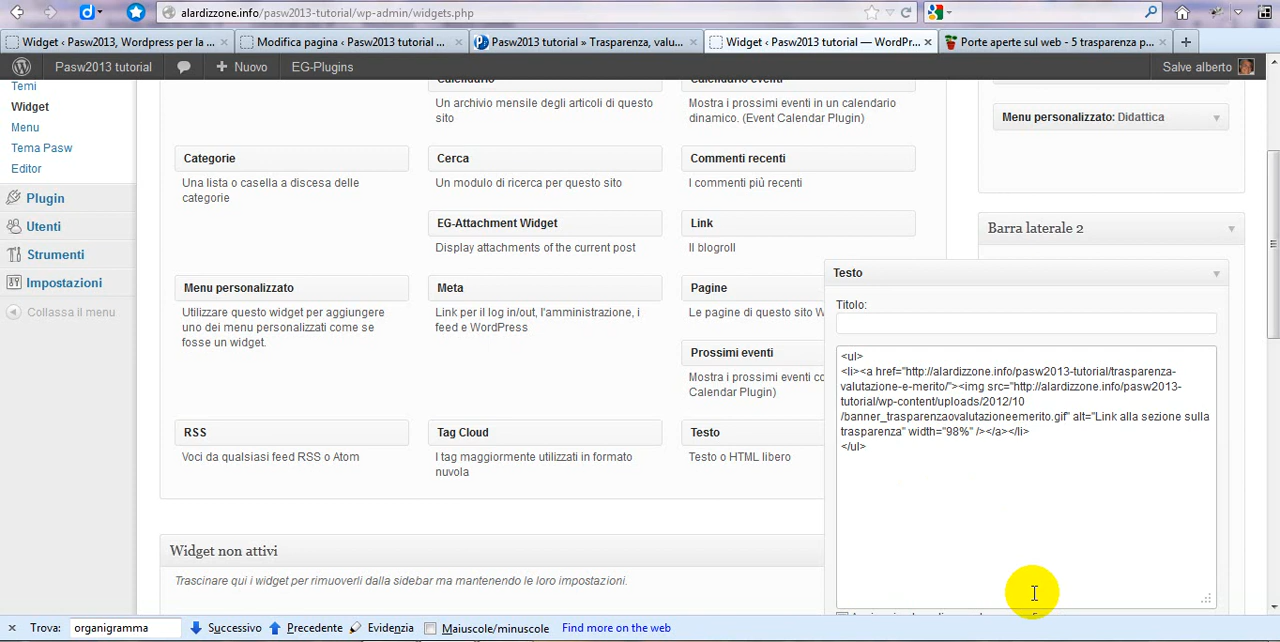 alardizzone.info/pasw2013-tutorial/wp-admin/widgets.php
Widget ‹ Pasw2013, Wordpress per la ... ×
Modifica pagina ‹ Pasw2013 tutorial ... ×
Pasw2013 tutorial » Trasparenza, valu... ×
Widget ‹ Pasw2013 tutorial — WordPr... ×
Porte aperte sul web - 5 trasparenza p... ×
Pasw2013 tutorial
Nuovo
EG-Plugins
Salve alberto
Temi
Widget
Menu
Tema Pasw
Editor
Plugin
Utenti
Strumenti
Impostazioni
Collassa il menu
Calendario
Un archivio mensile degli articoli di questo
sito
Calendario eventi
Mostra i prossimi eventi in un calendario
dinamico. (Event Calendar Plugin)
Categorie
Una lista o casella a discesa delle
categorie
Cerca
Un modulo di ricerca per questo sito
Commenti recenti
I commenti più recenti
EG-Attachment Widget
Display attachments of the current post
Link
Il blogroll
Menu personalizzato
Utilizzare questo widget per aggiungere
uno dei menu personalizzati come se
fosse un widget.
Meta
Link per il log in/out, l'amministrazione, i
feed e WordPress
Pagine
Le pagine di questo sito W
Prossimi eventi
Mostra i prossimi eventi co
Calendar Plugin)
RSS
Voci da qualsiasi feed RSS o Atom
Tag Cloud
I tag maggiormente utilizzati in formato
nuvola
Testo
Testo o HTML libero
Widget non attivi
Trascinare qui i widget per rimuoverli dalla sidebar ma mantenendo le loro impostazioni.
Menu personalizzato: Didattica
Barra laterale 2
Testo
Titolo:
<ul>
<li><a href="http://alardizzone.info/pasw2013-tutorial/trasparenza-
valutazione-e-merito/"><img src="http://alardizzone.info/pasw2013-
tutorial/wp-content/uploads/2012/10
/banner_trasparenzaovalutazioneemerito.gif" alt="Link alla sezione sulla
trasparenza" width="98%" /></a></li>
</ul>
× Trova: organigramma Successivo Precedente Evidenzia Maiuscole/minuscole Find more on the web